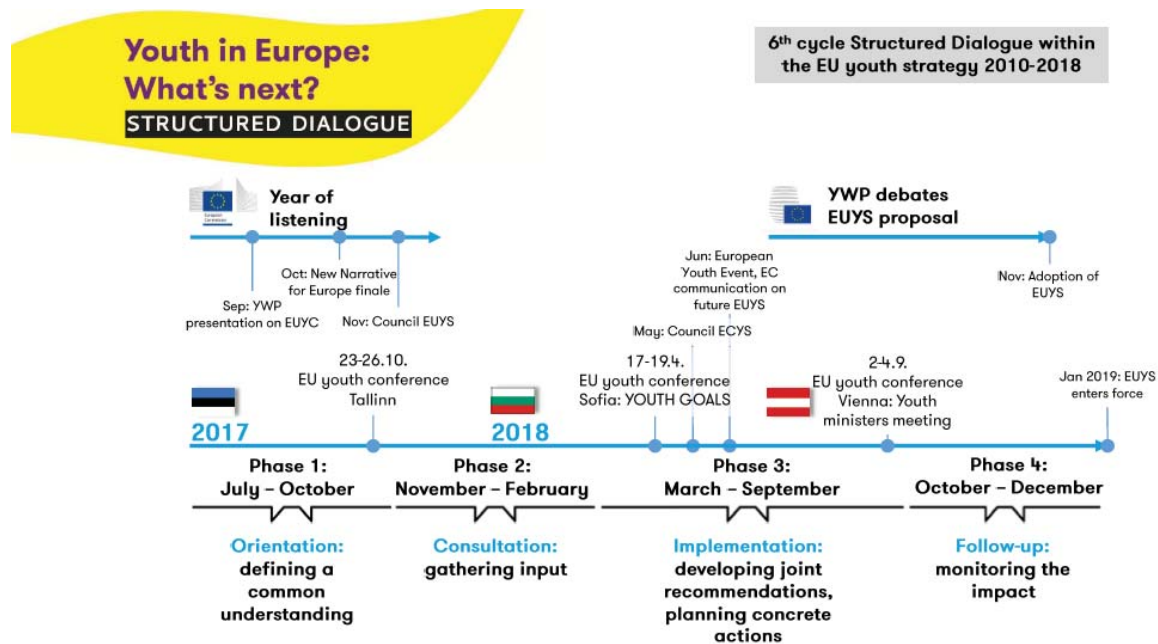 Youth in Europe:
What's next?
STRUCTURED DIALOGUE
6th cycle Structured Dialogue within
the EU youth strategy 2010-2018
Year of
listening
Sep: YWP
presentation on EUYC
Oct: New Narrative
for Europe finale
Nov: Council EUYS
YWP debates
EUYS proposal
Jun: European
Youth Event, EC
communication on
future EUYS
May: Council ECYS
Nov: Adoption of
EUYS
2017
23-26.10.
EU youth conference
Tallinn
2018
17-19.4.
EU youth conference
Sofia: YOUTH GOALS
2-4.9.
EU youth conference
Vienna: Youth
ministers meeting
Jan 2019: EUYS
enters force
Phase 1:
July – October
Phase 2:
November – February
Phase 3:
March – September
Phase 4:
October – December
Orientation:
defining a
common
understanding
Consultation:
gathering input
Implementation:
developing joint
recommendations,
planning concrete
actions
Follow-up:
monitoring the
impact